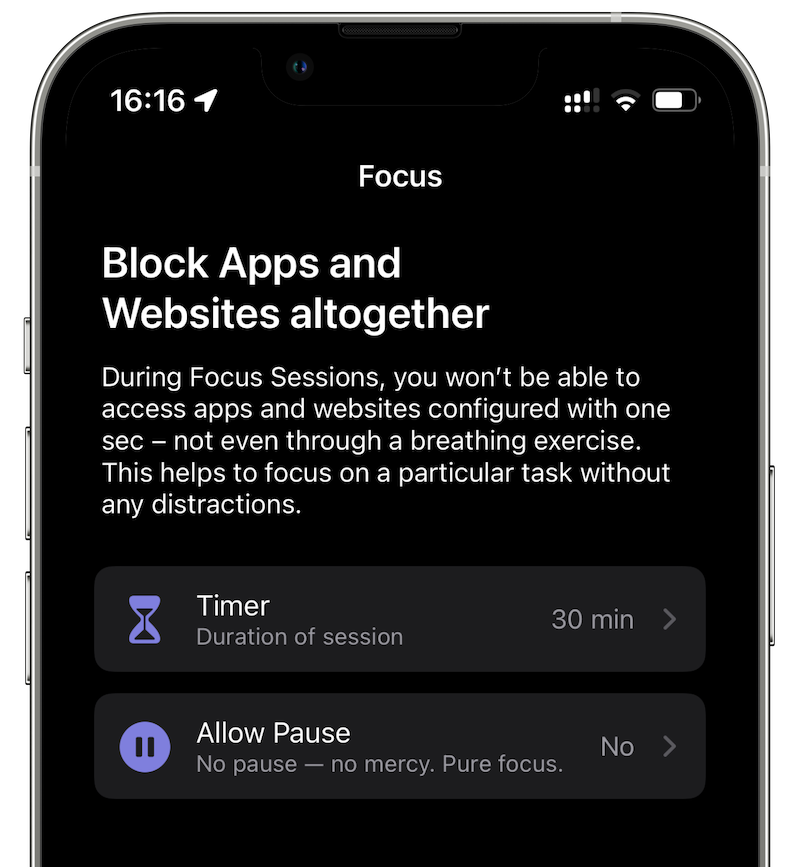 16:16
Focus
Block Apps and
Websites altogether
During Focus Sessions, you won’t be able to
access apps and websites configured with one
sec – not even through a breathing exercise.
This helps to focus on a particular task without
any distractions.
Timer
Duration of session
30 min
Allow Pause
No pause — no mercy. Pure focus.
No